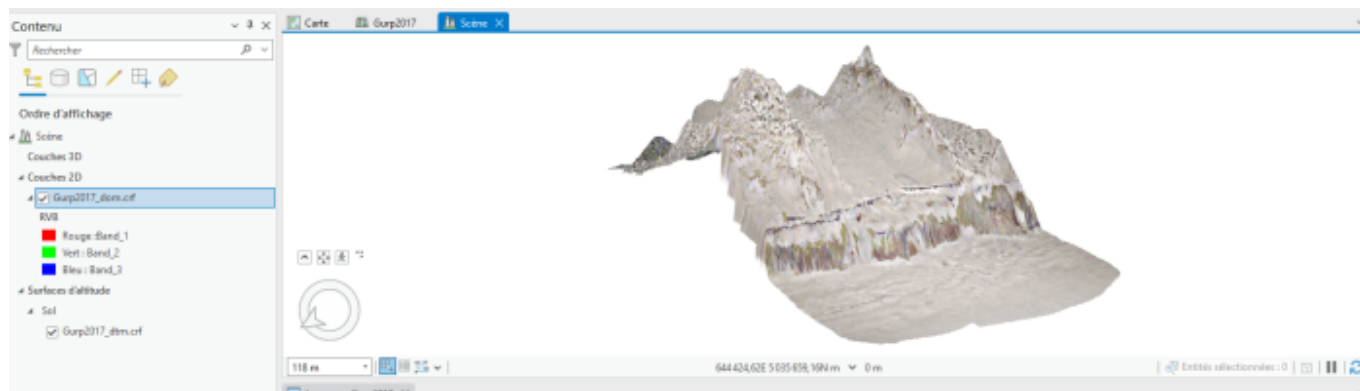 Contenu
Rechercher
Ordre d'affichage
Scène
Couches 3D
Couches 2D
Gurp2017_dom.crf
RVB
Rouge :Band_1
Vert : Band_2
Bleu : Band_3
Surfaces d'altitude
Sol
Gurp2017_dtm.crf
Carte Gurp2017 Scène
118 m
644 424,62E 5 035 659,16N m 0 m
Entités sélectionnées : 0